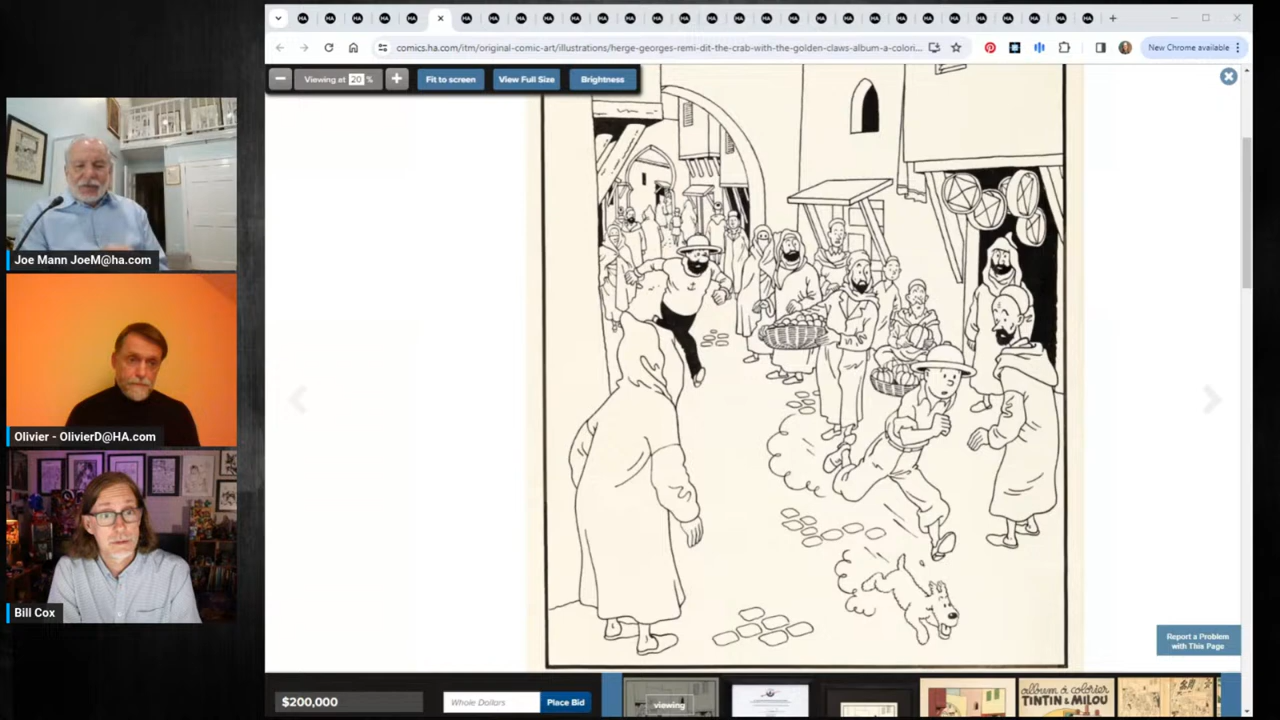 comics.ha.com/itm/original-comic-art/illustrations/herge-georges-remi-dit-the-crab-with-the-golden-claws-album-a-colori...
New Chrome available
Viewing at 20 %
Fit to screen
View Full Size
Brightness
Joe Mann JoeM@ha.com
Olivier - OlivierD@HA.com
Bill Cox
Report a Problem
with This Page
$200,000
Whole Dollars
Place Bid
viewing
album à colorier
TINTIN & MILOU